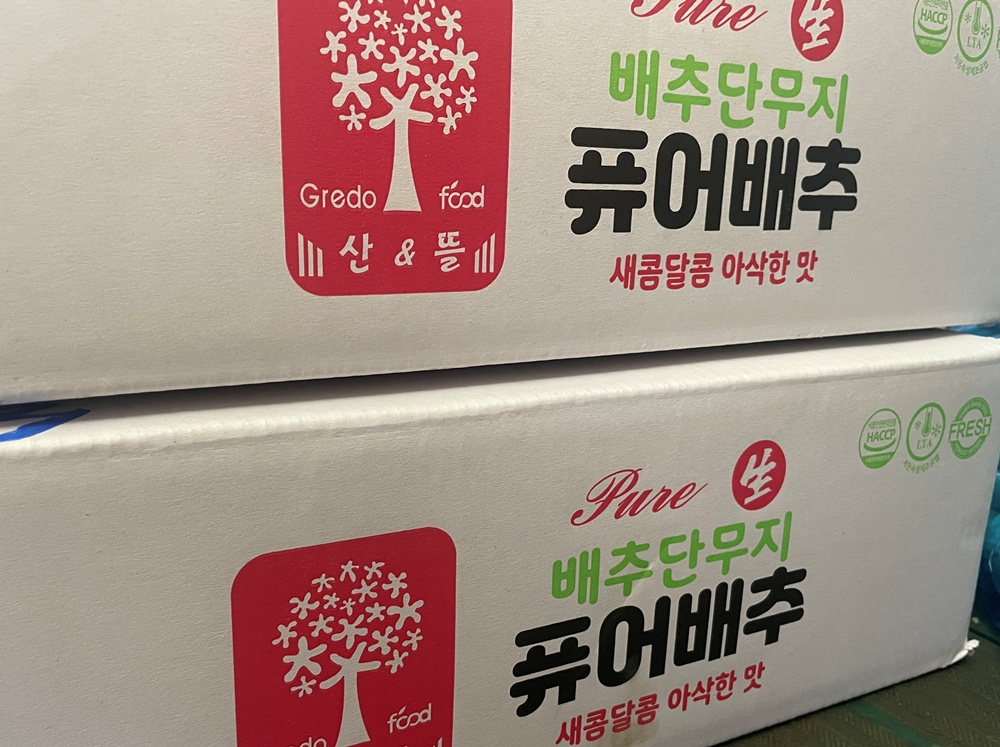 Pure 生
HACCP
LTA
배추단무지
퓨어배추
새콤달콤 아삭한 맛
Gredo food
산 & 뜰
HACCP
LTA
FRESH
Pure 生
배추단무지
퓨어배추
새콤달콤 아삭한 맛
food